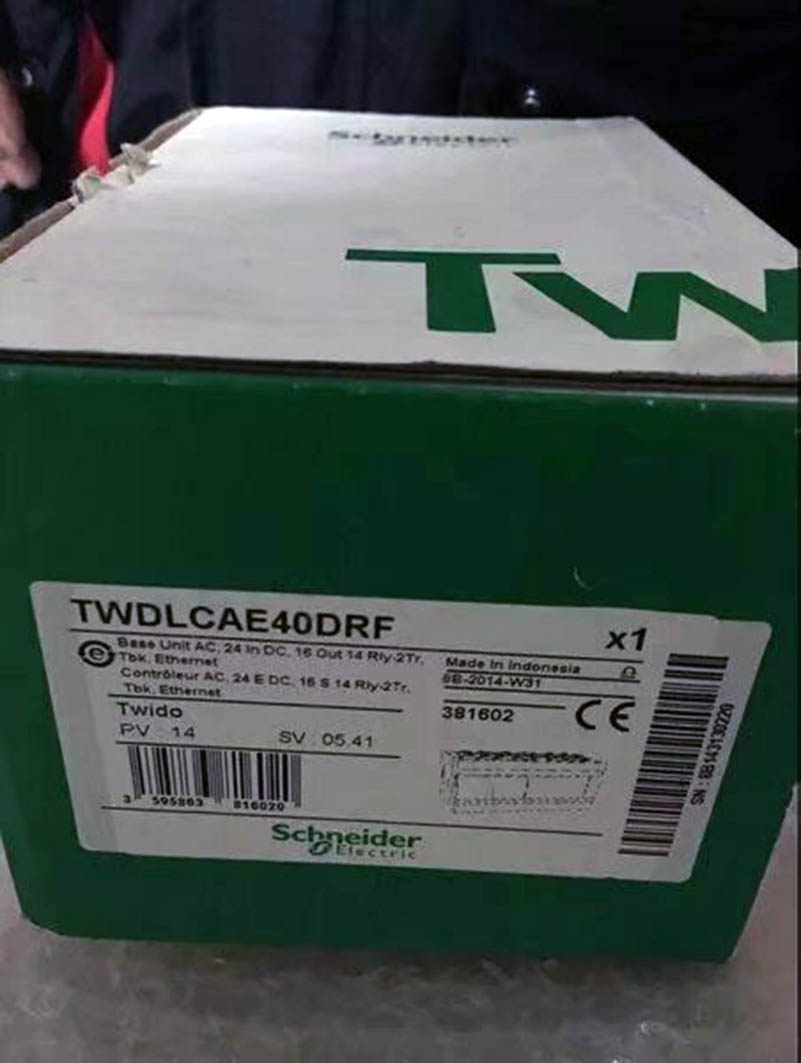 Schneider
Electric
TW
TWDLCAE40DRF
x1
Base Unit AC, 24 In DC, 16 Out 14 Rly-2Tr,
Tbk, Ethernet
Contrôleur AC, 24 E DC, 16 S 14 Rly-2Tr,
Tbk, Ethernet
Made in Indonesia
8B-2014-W31
Twido
381602
CE
PV : 14
SV : 05.41
3 595863 816020
SN : 8B143130220
Schneider
Electric